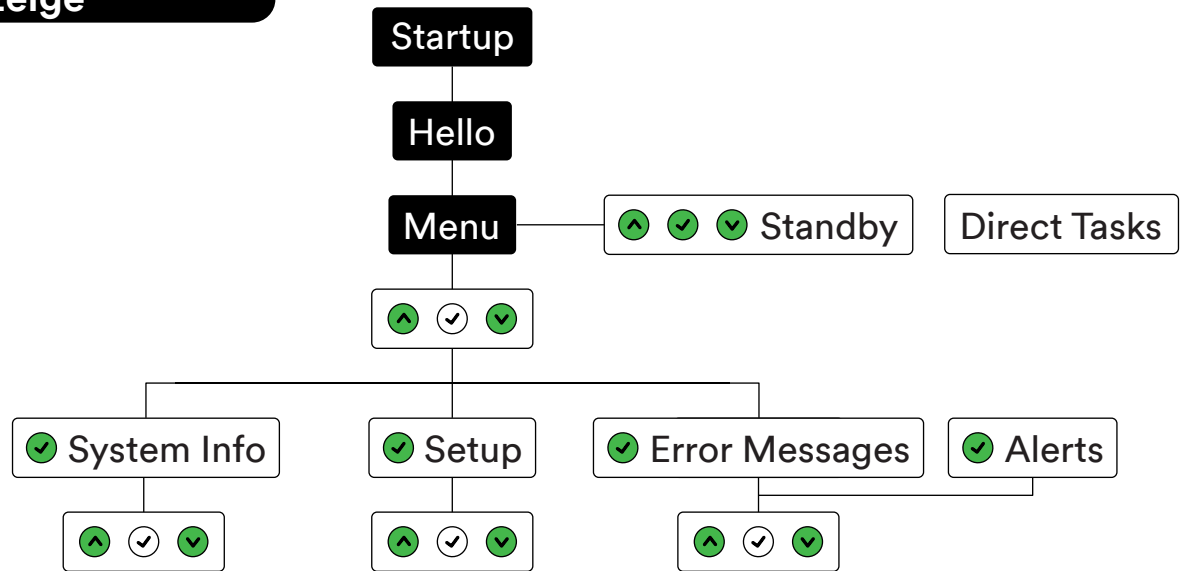 Startup
Hello
Menu
Standby
Direct Tasks
System Info
Setup
Error Messages
Alerts